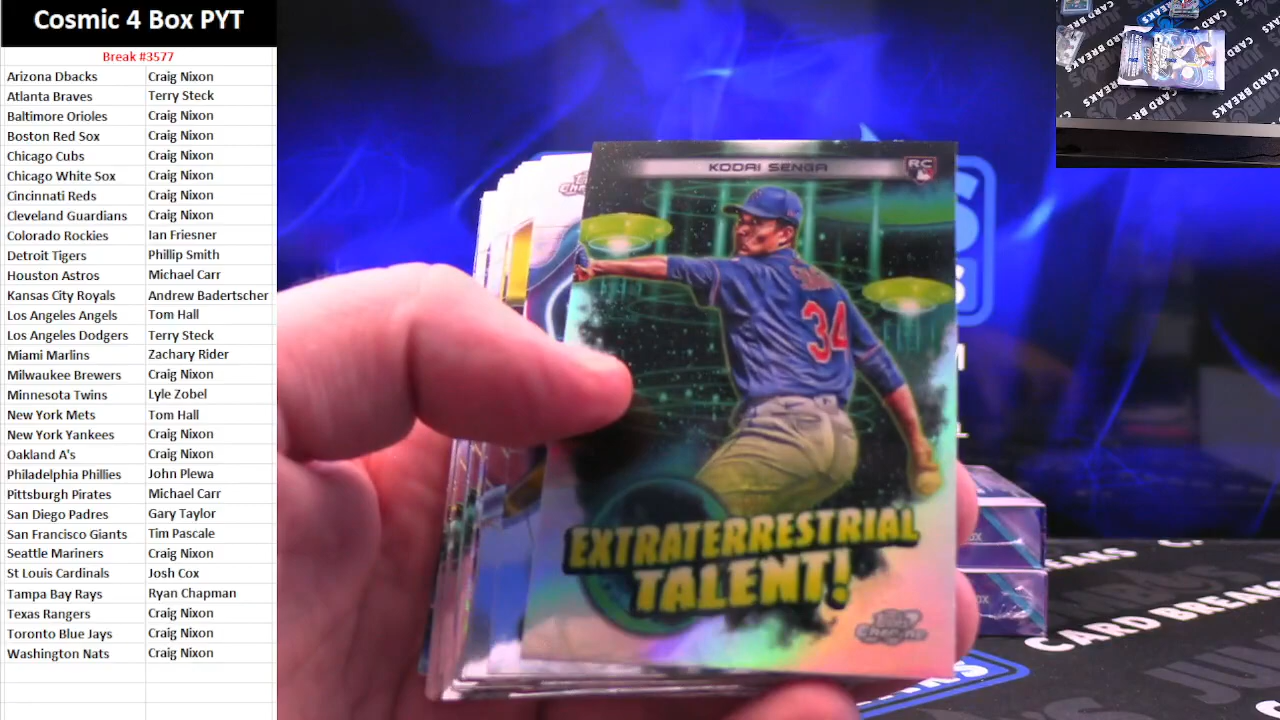 Cosmic 4 Box PYT
Break #3577
Arizona Dbacks Craig Nixon
Atlanta Braves Terry Steck
Baltimore Orioles Craig Nixon
Boston Red Sox Craig Nixon
Chicago Cubs Craig Nixon
Chicago White Sox Craig Nixon
Cincinnati Reds Craig Nixon
Cleveland Guardians Craig Nixon
Colorado Rockies Ian Friesner
Detroit Tigers Phillip Smith
Houston Astros Michael Carr
Kansas City Royals Andrew Badertscher
Los Angeles Angels Tom Hall
Los Angeles Dodgers Terry Steck
Miami Marlins Zachary Rider
Milwaukee Brewers Craig Nixon
Minnesota Twins Lyle Zobel
New York Mets Tom Hall
New York Yankees Craig Nixon
Oakland A's Craig Nixon
Philadelphia Phillies John Plewa
Pittsburgh Pirates Michael Carr
San Diego Padres Gary Taylor
San Francisco Giants Tim Pascale
Seattle Mariners Craig Nixon
St Louis Cardinals Josh Cox
Tampa Bay Rays Ryan Chapman
Texas Rangers Craig Nixon
Toronto Blue Jays Craig Nixon
Washington Nats Craig Nixon
KODAI SENGA
RC
34
EXTRATERRESTRIAL
TALENT!
Topps
Chrome
CARD BREAKS
JUMBOS
CARD BREAKS